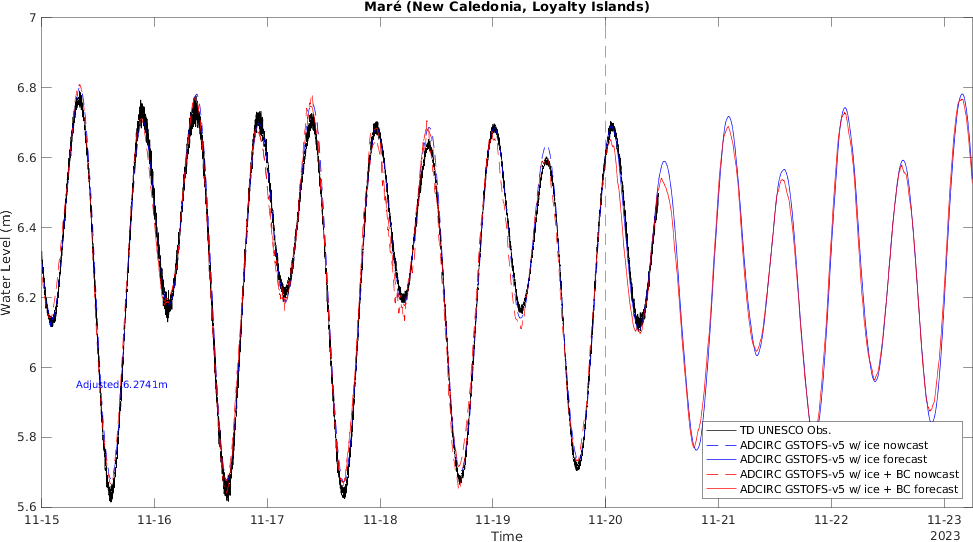 Maré (New Caledonia, Loyalty Islands)
7
6.8
6.6
6.4
6.2
6
5.8
5.6
Water Level (m)
Adjusted 6.2741m
TD UNESCO Obs.
ADCIRC GSTOFS-v5 w/ ice nowcast
ADCIRC GSTOFS-v5 w/ ice forecast
ADCIRC GSTOFS-v5 w/ ice + BC nowcast
ADCIRC GSTOFS-v5 w/ ice + BC forecast
11-15 11-16 11-17 11-18 11-19 11-20 11-21 11-22 11-23
Time 2023